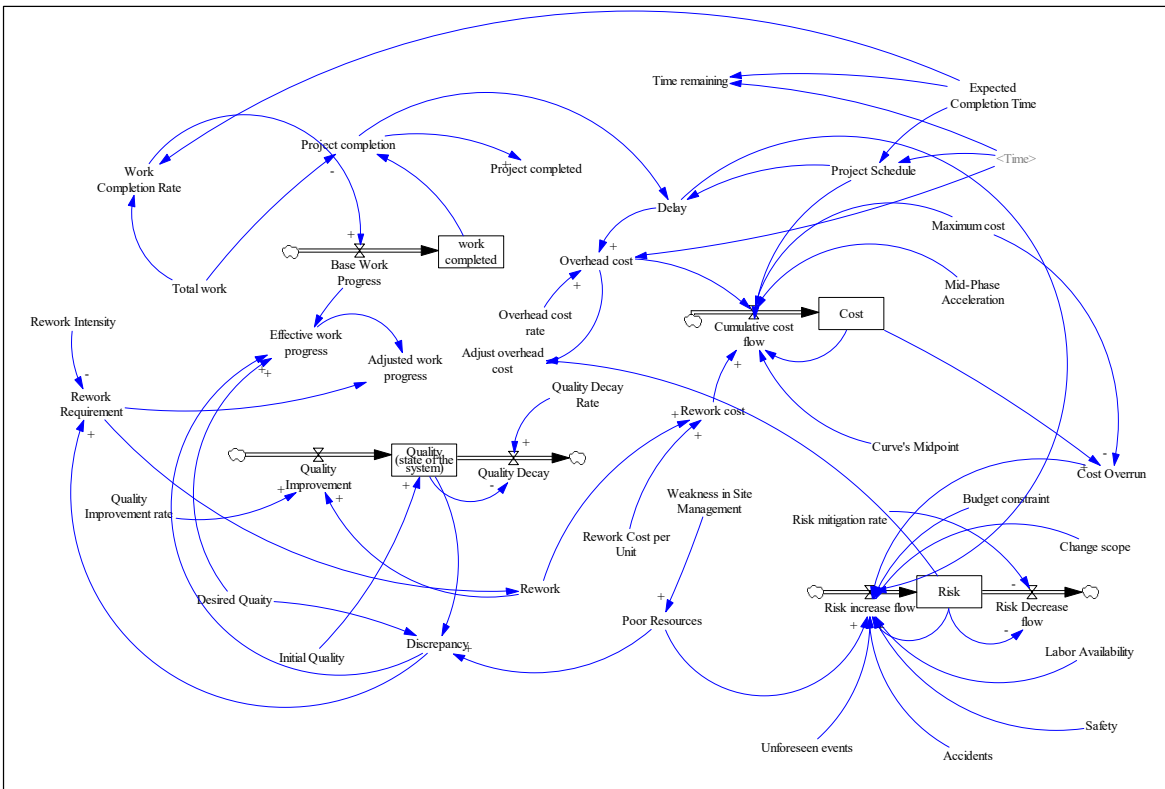 Time remaining
Expected
Completion Time
Project completion
<Time>
Work
Completion Rate
Project completed
Project Schedule
Delay
Maximum cost
work
completed
Base Work
Progress
Overhead cost
Total work
Mid-Phase
Acceleration
Rework Intensity
Overhead cost
rate
Cost
Cumulative cost
flow
Effective work
progress
Adjusted work
progress
Adjust overhead
cost
Quality Decay
Rate
Rework
Requirement
Rework cost
Curve's Midpoint
Quality
(state of the
system)
Quality
Improvement
Quality Decay
Cost Overrun
Quality
Improvement rate
Weakness in Site
Management
Budget constraint
Risk mitigation rate
Rework Cost per
Unit
Change scope
Rework
Desired Quaity
Risk
Risk increase flow
Risk Decrease
flow
Poor Resources
Discrepancy
Initial Quality
Labor Availability
Safety
Unforeseen events
Accidents